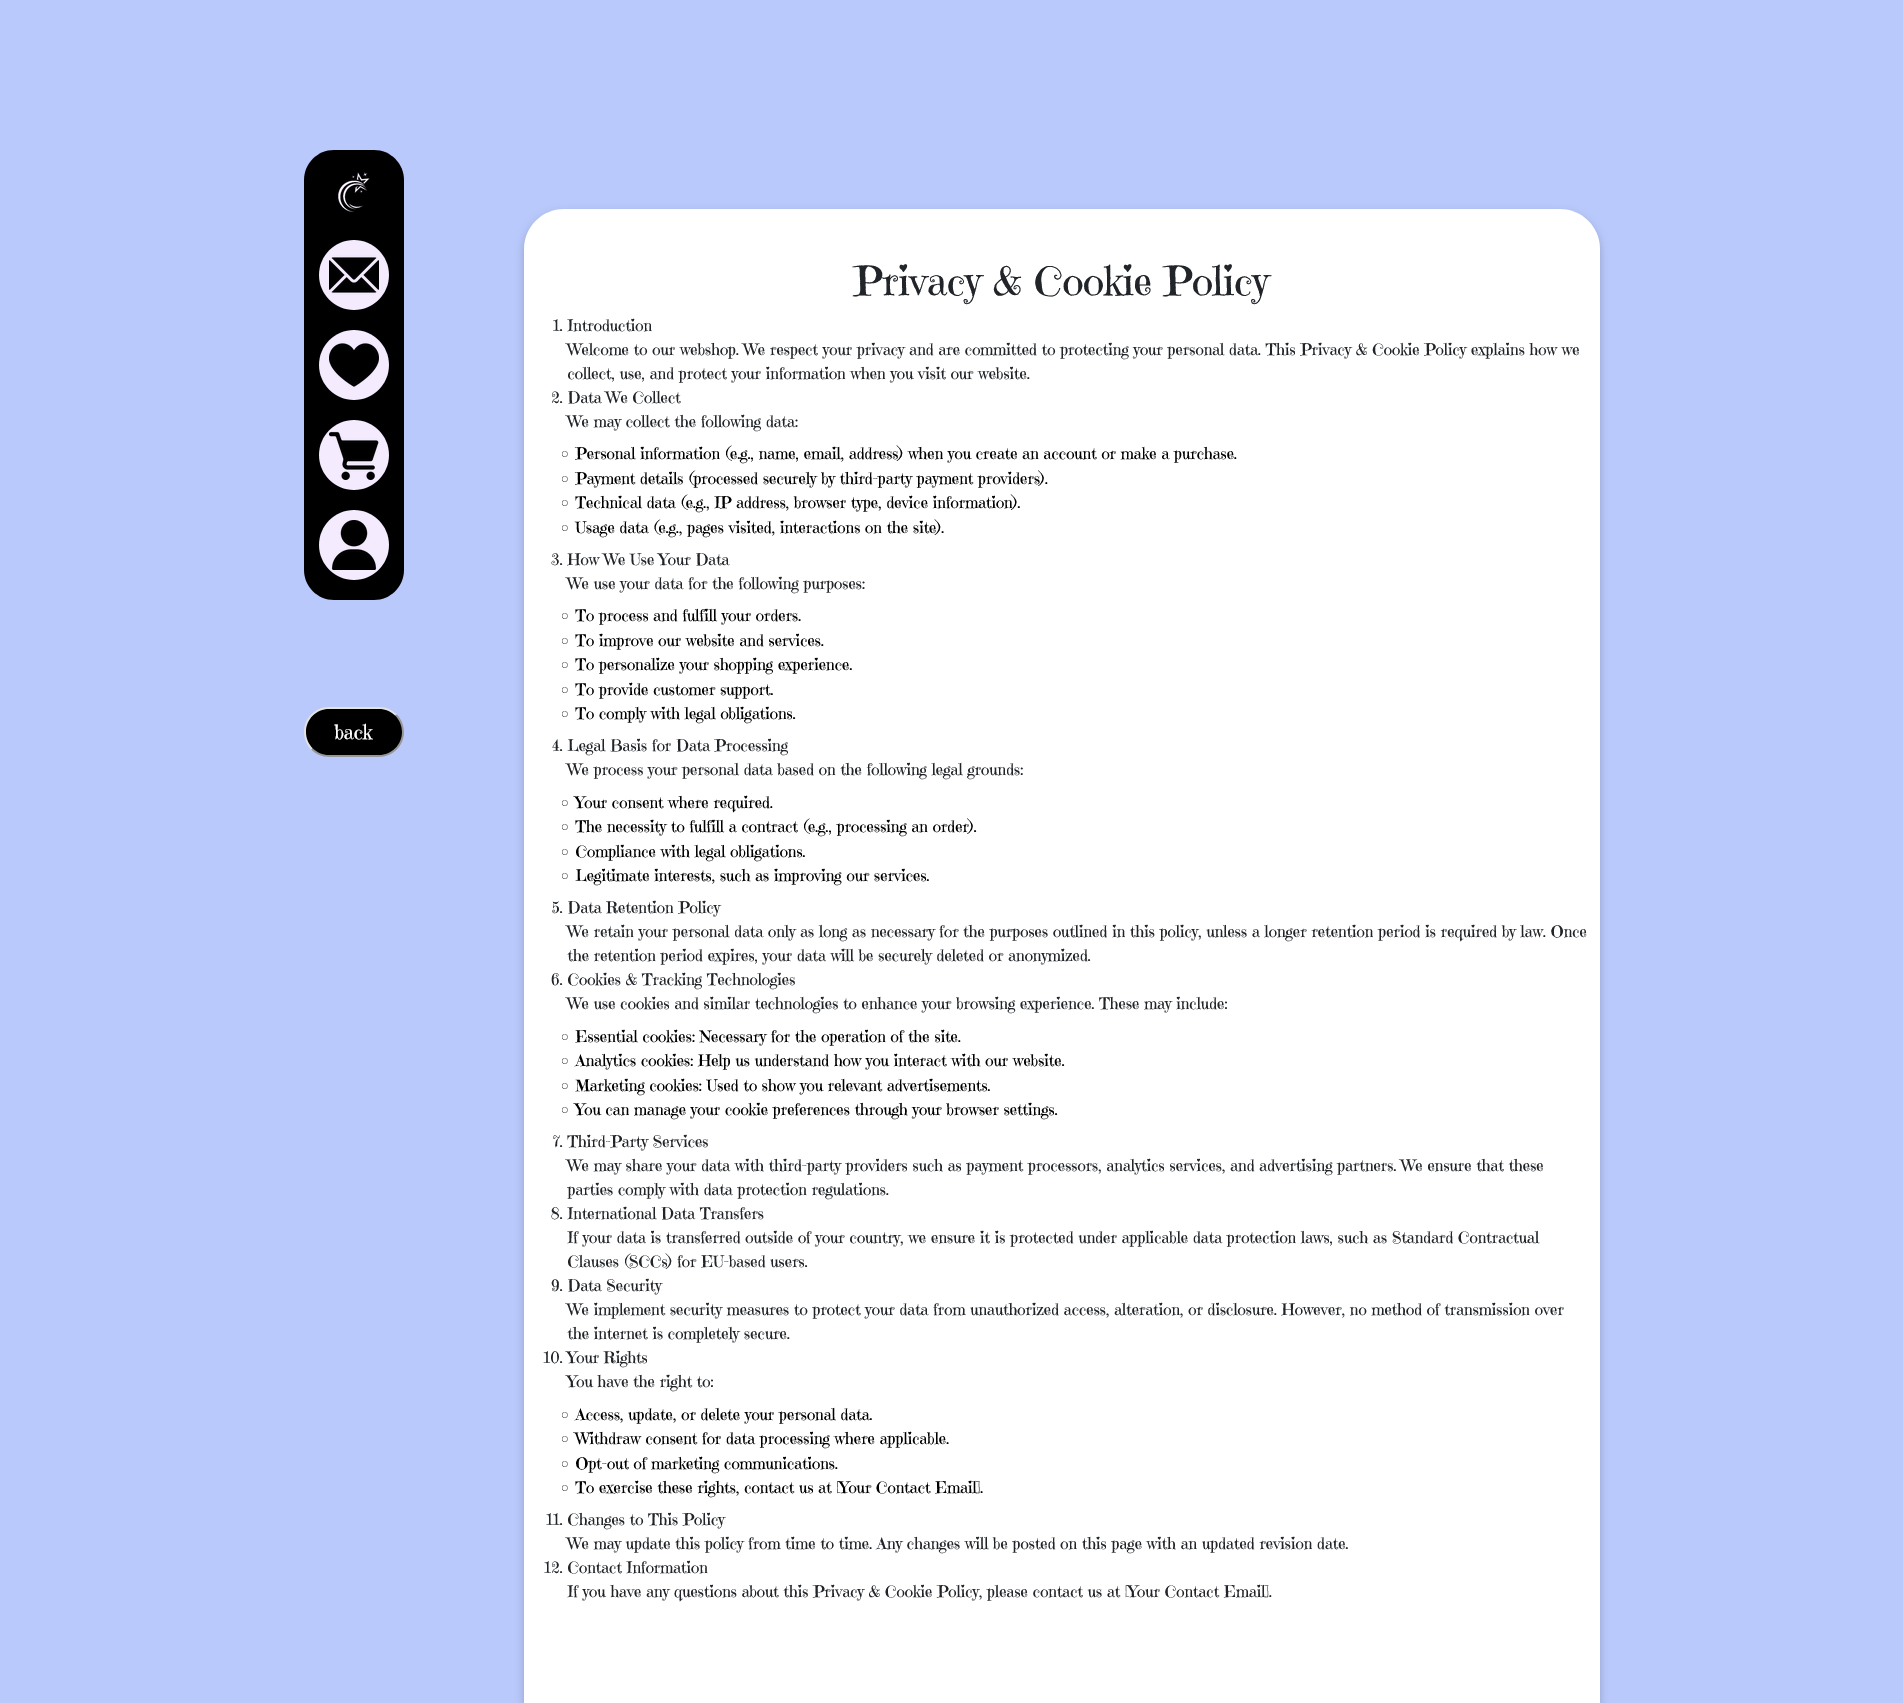 Privacy & Cookie Policy
1. Introduction
Welcome to our webshop. We respect your privacy and are committed to protecting your personal data. This Privacy & Cookie Policy explains how we
collect, use, and protect your information when you visit our website.
2. Data We Collect
We may collect the following data:
Personal information (e.g., name, email, address) when you create an account or make a purchase.
Payment details (processed securely by third-party payment providers).
Technical data (e.g., IP address, browser type, device information).
Usage data (e.g., pages visited, interactions on the site).
3. How We Use Your Data
We use your data for the following purposes:
To process and fulfill your orders.
To improve our website and services.
To personalize your shopping experience.
To provide customer support.
To comply with legal obligations.
back
4. Legal Basis for Data Processing
We process your personal data based on the following legal grounds:
Your consent where required.
The necessity to fulfill a contract (e.g., processing an order).
Compliance with legal obligations.
Legitimate interests, such as improving our services.
5. Data Retention Policy
We retain your personal data only as long as necessary for the purposes outlined in this policy, unless a longer retention period is required by law. Once
the retention period expires, your data will be securely deleted or anonymized.
6. Cookies & Tracking Technologies
We use cookies and similar technologies to enhance your browsing experience. These may include:
Essential cookies: Necessary for the operation of the site.
Analytics cookies: Help us understand how you interact with our website.
Marketing cookies: Used to show you relevant advertisements.
You can manage your cookie preferences through your browser settings.
7. Third-Party Services
We may share your data with third-party providers such as payment processors, analytics services, and advertising partners. We ensure that these
parties comply with data protection regulations.
8. International Data Transfers
If your data is transferred outside of your country, we ensure it is protected under applicable data protection laws, such as Standard Contractual
Clauses (SCCs) for EU-based users.
9. Data Security
We implement security measures to protect your data from unauthorized access, alteration, or disclosure. However, no method of transmission over
the internet is completely secure.
10. Your Rights
You have the right to:
Access, update, or delete your personal data.
Withdraw consent for data processing where applicable.
Opt-out of marketing communications.
To exercise these rights, contact us at Your Contact Email.
11. Changes to This Policy
We may update this policy from time to time. Any changes will be posted on this page with an updated revision date.
12. Contact Information
If you have any questions about this Privacy & Cookie Policy, please contact us at Your Contact Email.